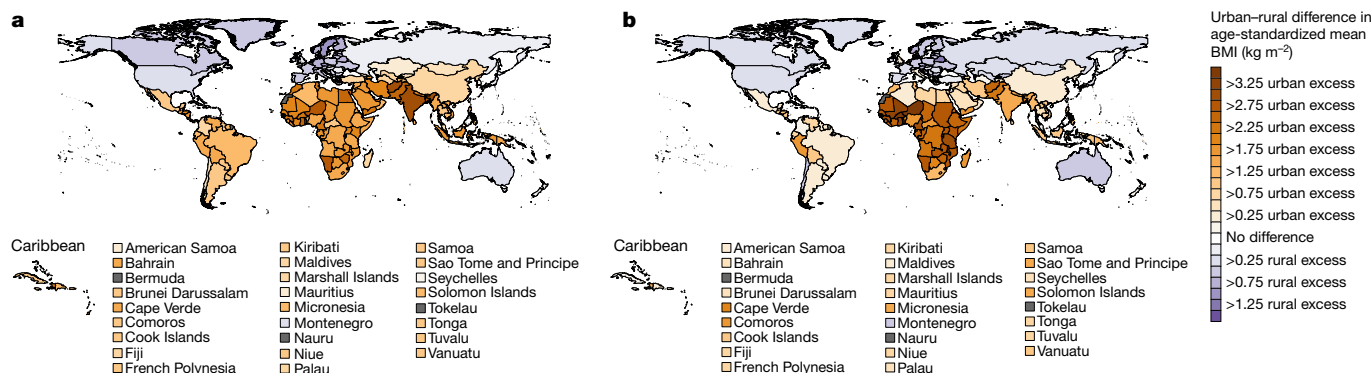 a
b
Urban–rural difference in
age-standardized mean
BMI (kg m⁻²)
>3.25 urban excess
>2.75 urban excess
>2.25 urban excess
>1.75 urban excess
>1.25 urban excess
>0.75 urban excess
>0.25 urban excess
No difference
>0.25 rural excess
>0.75 rural excess
>1.25 rural excess
Caribbean
American Samoa
Bahrain
Bermuda
Brunei Darussalam
Cape Verde
Comoros
Cook Islands
Fiji
French Polynesia
Kiribati
Maldives
Marshall Islands
Mauritius
Micronesia
Montenegro
Nauru
Niue
Palau
Samoa
Sao Tome and Principe
Seychelles
Solomon Islands
Tokelau
Tonga
Tuvalu
Vanuatu
Caribbean
American Samoa
Bahrain
Bermuda
Brunei Darussalam
Cape Verde
Comoros
Cook Islands
Fiji
French Polynesia
Kiribati
Maldives
Marshall Islands
Mauritius
Micronesia
Montenegro
Nauru
Niue
Palau
Samoa
Sao Tome and Principe
Seychelles
Solomon Islands
Tokelau
Tonga
Tuvalu
Vanuatu